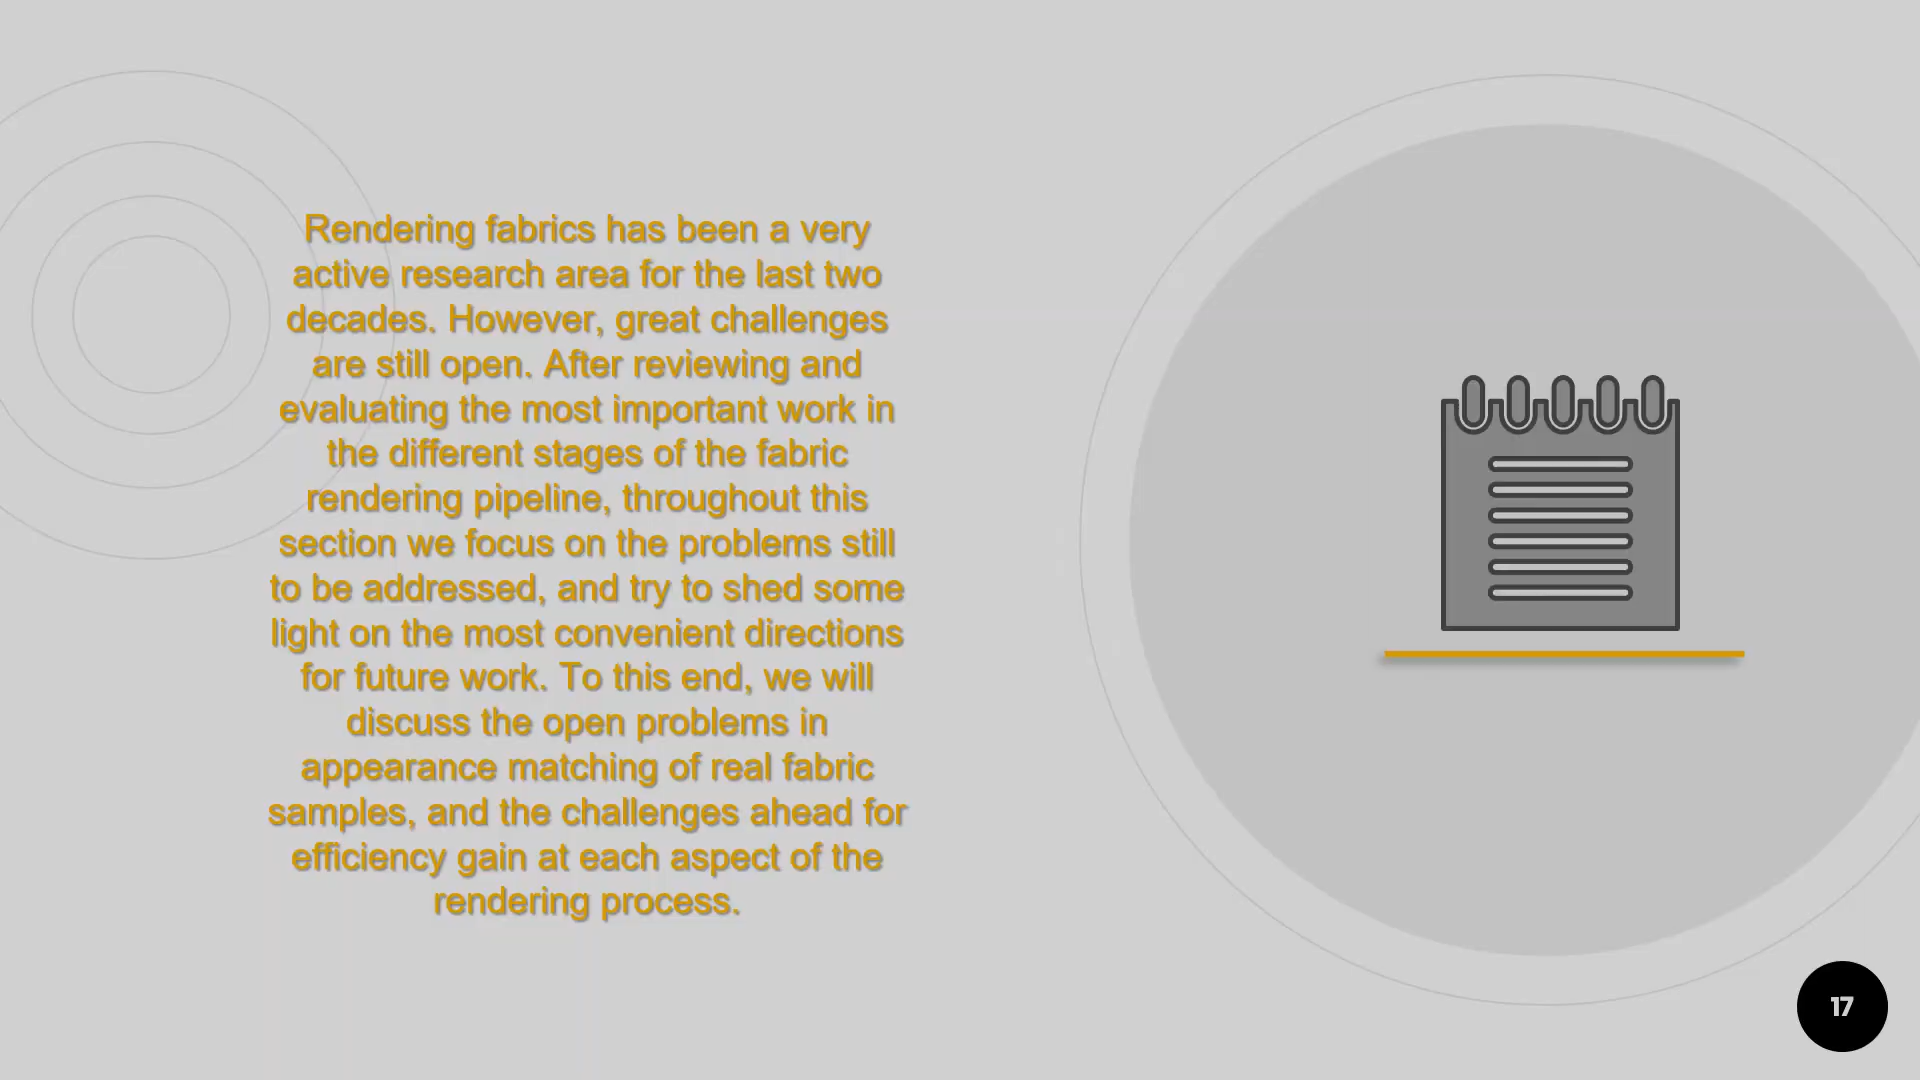 Rendering fabrics has been a very
active research area for the last two
decades. However, great challenges
are still open. After reviewing and
evaluating the most important work in
the different stages of the fabric
rendering pipeline, throughout this
section we focus on the problems still
to be addressed, and try to shed some
light on the most convenient directions
for future work. To this end, we will
discuss the open problems in
appearance matching of real fabric
samples, and the challenges ahead for
efficiency gain at each aspect of the
rendering process.
17